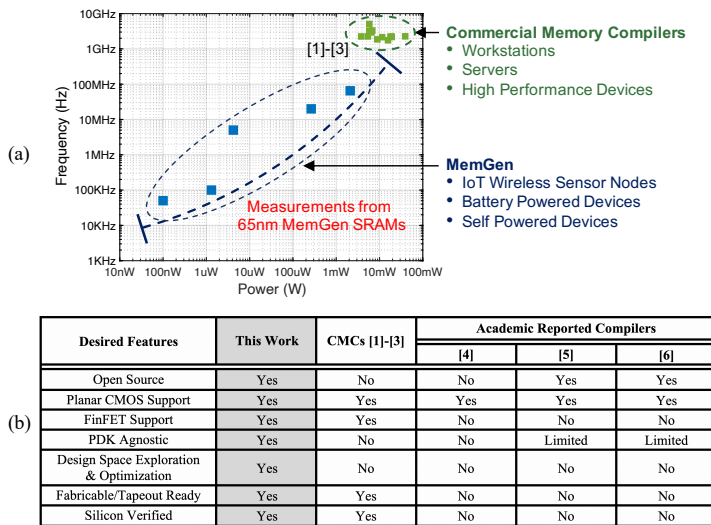 (a)
Frequency (Hz)
10GHz
1GHz
100MHz
10MHz
1MHz
100KHz
10KHz
1KHz
10nW 100nW 1uW 10uW 100uW 1mW 10mW 100mW
Power (W)
[1]-[3]
Measurements from
65nm MemGen SRAMs
Commercial Memory Compilers
• Workstations
• Servers
• High Performance Devices
MemGen
• IoT Wireless Sensor Nodes
• Battery Powered Devices
• Self Powered Devices
(b)
Desired Features This Work CMCs [1]-[3] Academic Reported Compilers
[4] [5] [6]
Open Source Yes No No Yes Yes
Planar CMOS Support Yes Yes Yes Yes Yes
FinFET Support Yes Yes No No No
PDK Agnostic Yes No No Limited Limited
Design Space Exploration
& Optimization Yes No No No No
Fabricable/Tapeout Ready Yes Yes No No No
Silicon Verified Yes Yes No No No